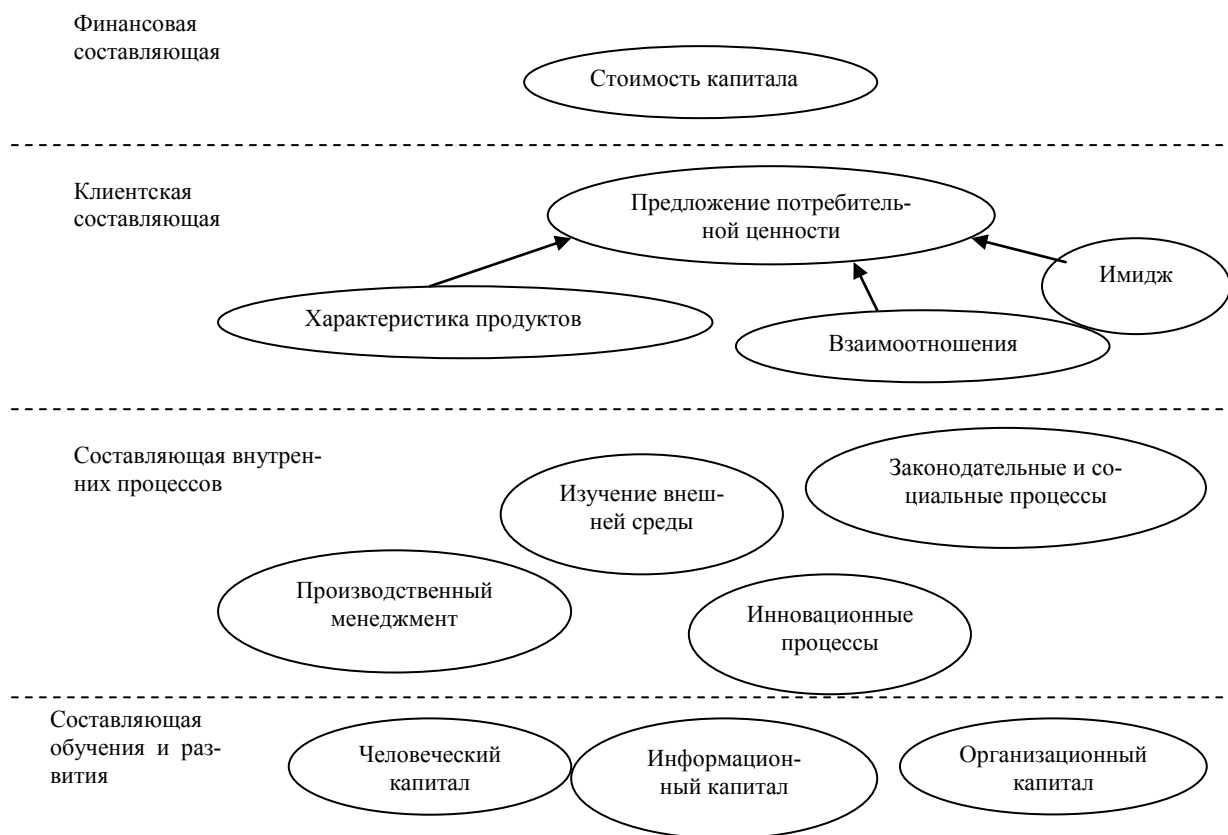 Финансовая
составляющая
Стоимость капитала
Клиентская
составляющая
Предложение потребитель-
ной ценности
Имидж
Характеристика продуктов
Взаимоотношения
Составляющая внутрен-
них процессов
Законодательные и со-
циальные процессы
Изучение внеш-
ней среды
Производственный
менеджмент
Инновационные
процессы
Составляющая
обучения и раз-
вития
Человеческий
капитал
Информацион-
ный капитал
Организационный
капитал